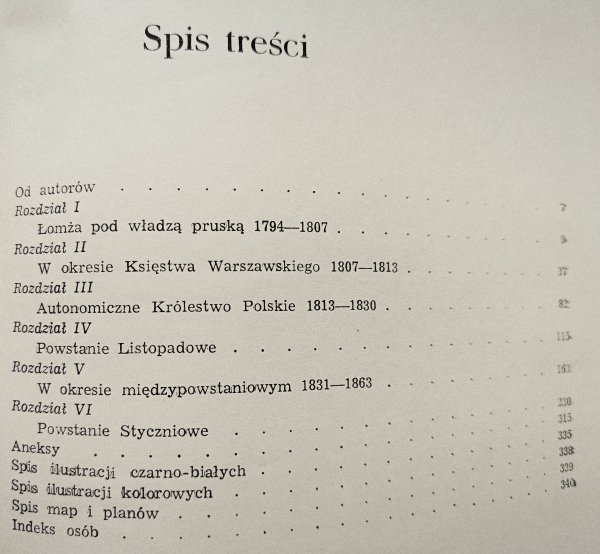 Spis treści
Od autorów . . . . . . . . . . . . . 7
Rozdział I
Łomża pod władzą pruską 1794—1807 . . . . . . .
Rozdział II
W okresie Księstwa Warszawskiego 1807—1813 . . . . . . 37
Rozdział III
Autonomiczne Królestwo Polskie 1813—1830 . . . . . . 82
Rozdział IV
Powstanie Listopadowe . . . . . . . . . . 115
Rozdział V
W okresie międzypowstaniowym 1831—1863 . . . . . . 161
Rozdział VI
Powstanie Styczniowe . . . . . . . . . . 230
Aneksy . . . . . . . . . . . . . . 315
Spis ilustracji czarno-białych . . . . . . . . . 335
Spis ilustracji kolorowych . . . . . . . . . . 338
Spis map i planów . . . . . . . . . . . 339
Indeks osób . . . . . . . . . . . . . 340